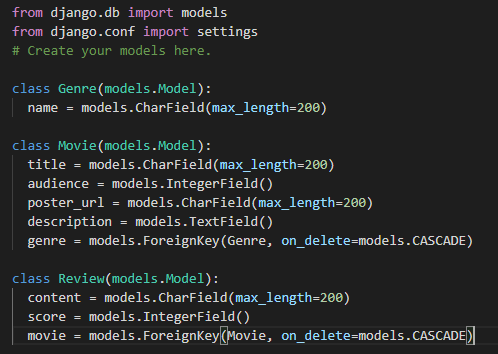 from django.db import models
from django.conf import settings
# Create your models here.

class Genre(models.Model):
  name = models.CharField(max_length=200)

class Movie(models.Model):
  title = models.CharField(max_length=200)
  audience = models.IntegerField()
  poster_url = models.CharField(max_length=200)
  description = models.TextField()
  genre = models.ForeignKey(Genre, on_delete=models.CASCADE)

class Review(models.Model):
  content = models.CharField(max_length=200)
  score = models.IntegerField()
  movie = models.ForeignKey(Movie, on_delete=models.CASCADE)